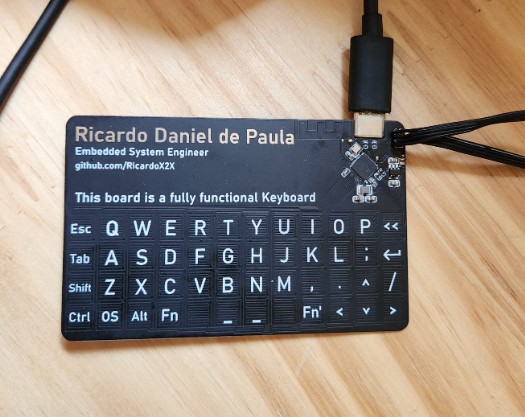 Ricardo Daniel de Paula
Embedded System Engineer
github.com/RicardoX2X
This board is a fully functional Keyboard
Esc Q W E R T Y U I O P <<
Tab A S D F G H J K L ; ↵
Shift Z X C V B N M , . ^ /
Ctrl OS Alt Fn _ _ Fn' < v >